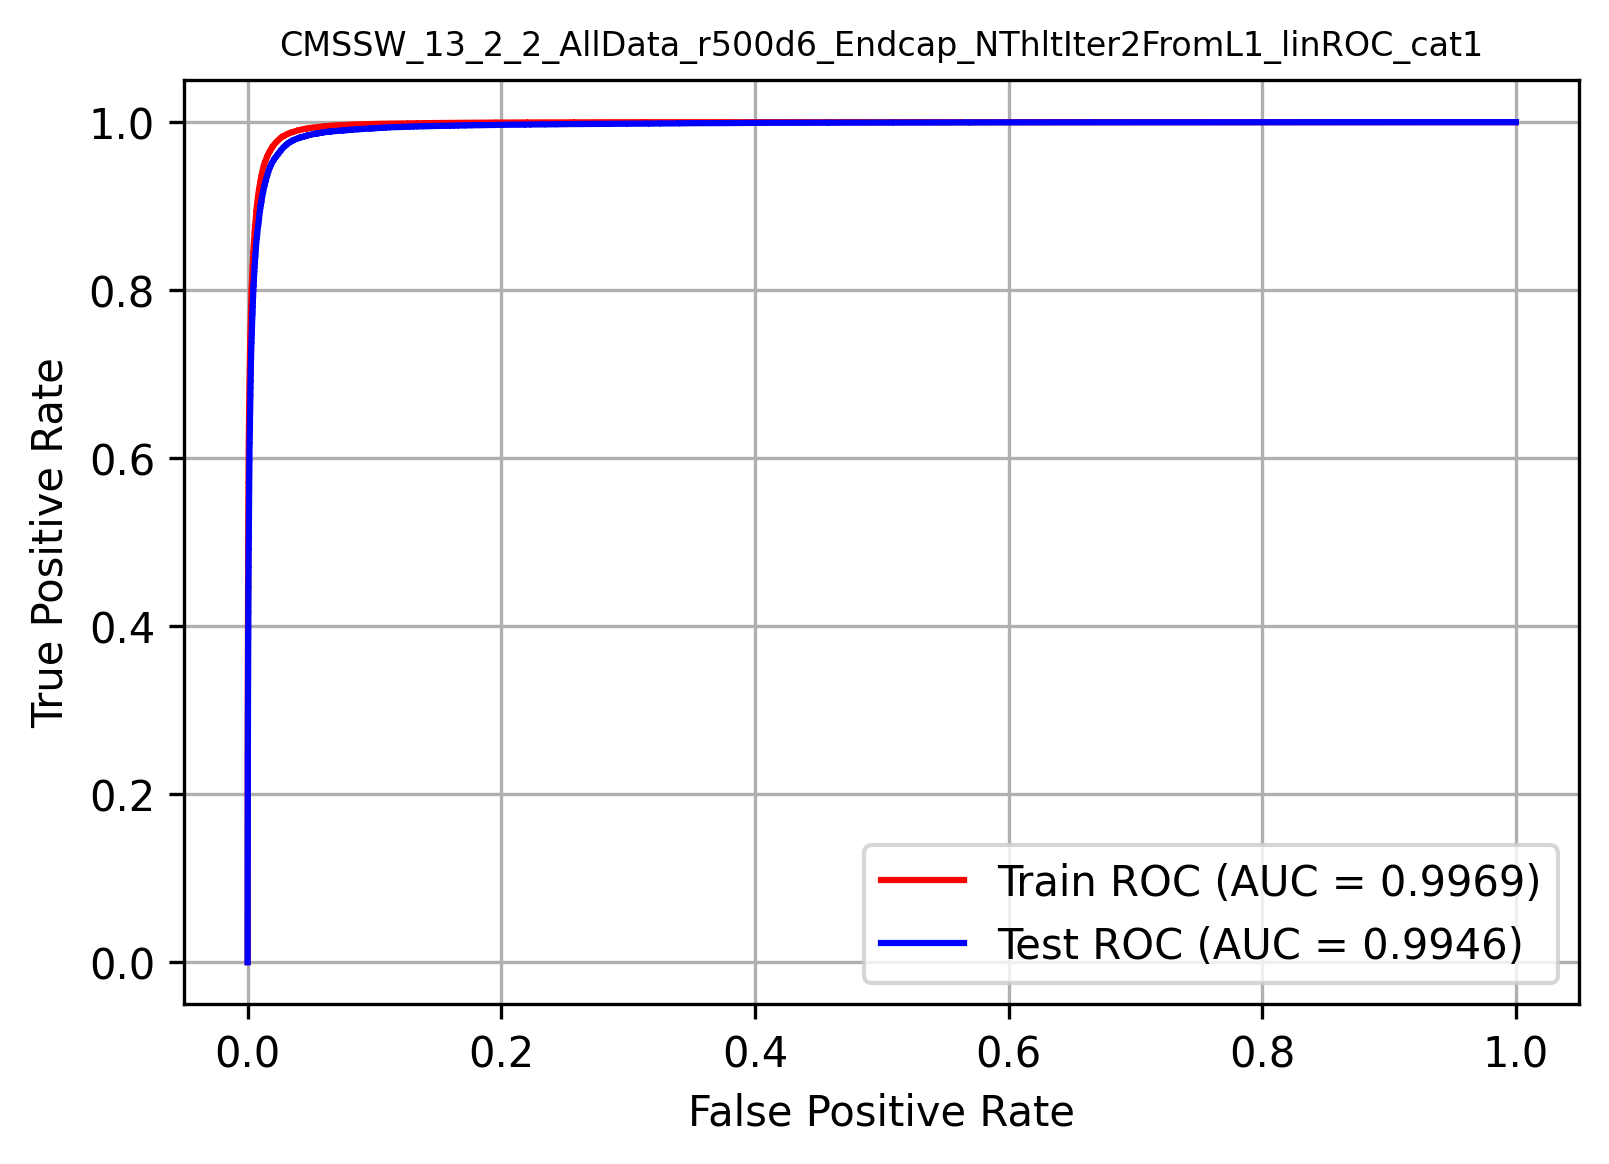 CMSSW_13_2_2_AllData_r500d6_Endcap_NThltIter2FromL1_linROC_cat1
True Positive Rate
1.0
0.8
0.6
0.4
0.2
0.0
Train ROC (AUC = 0.9969)
Test ROC (AUC = 0.9946)
0.0 0.2 0.4 0.6 0.8 1.0
False Positive Rate